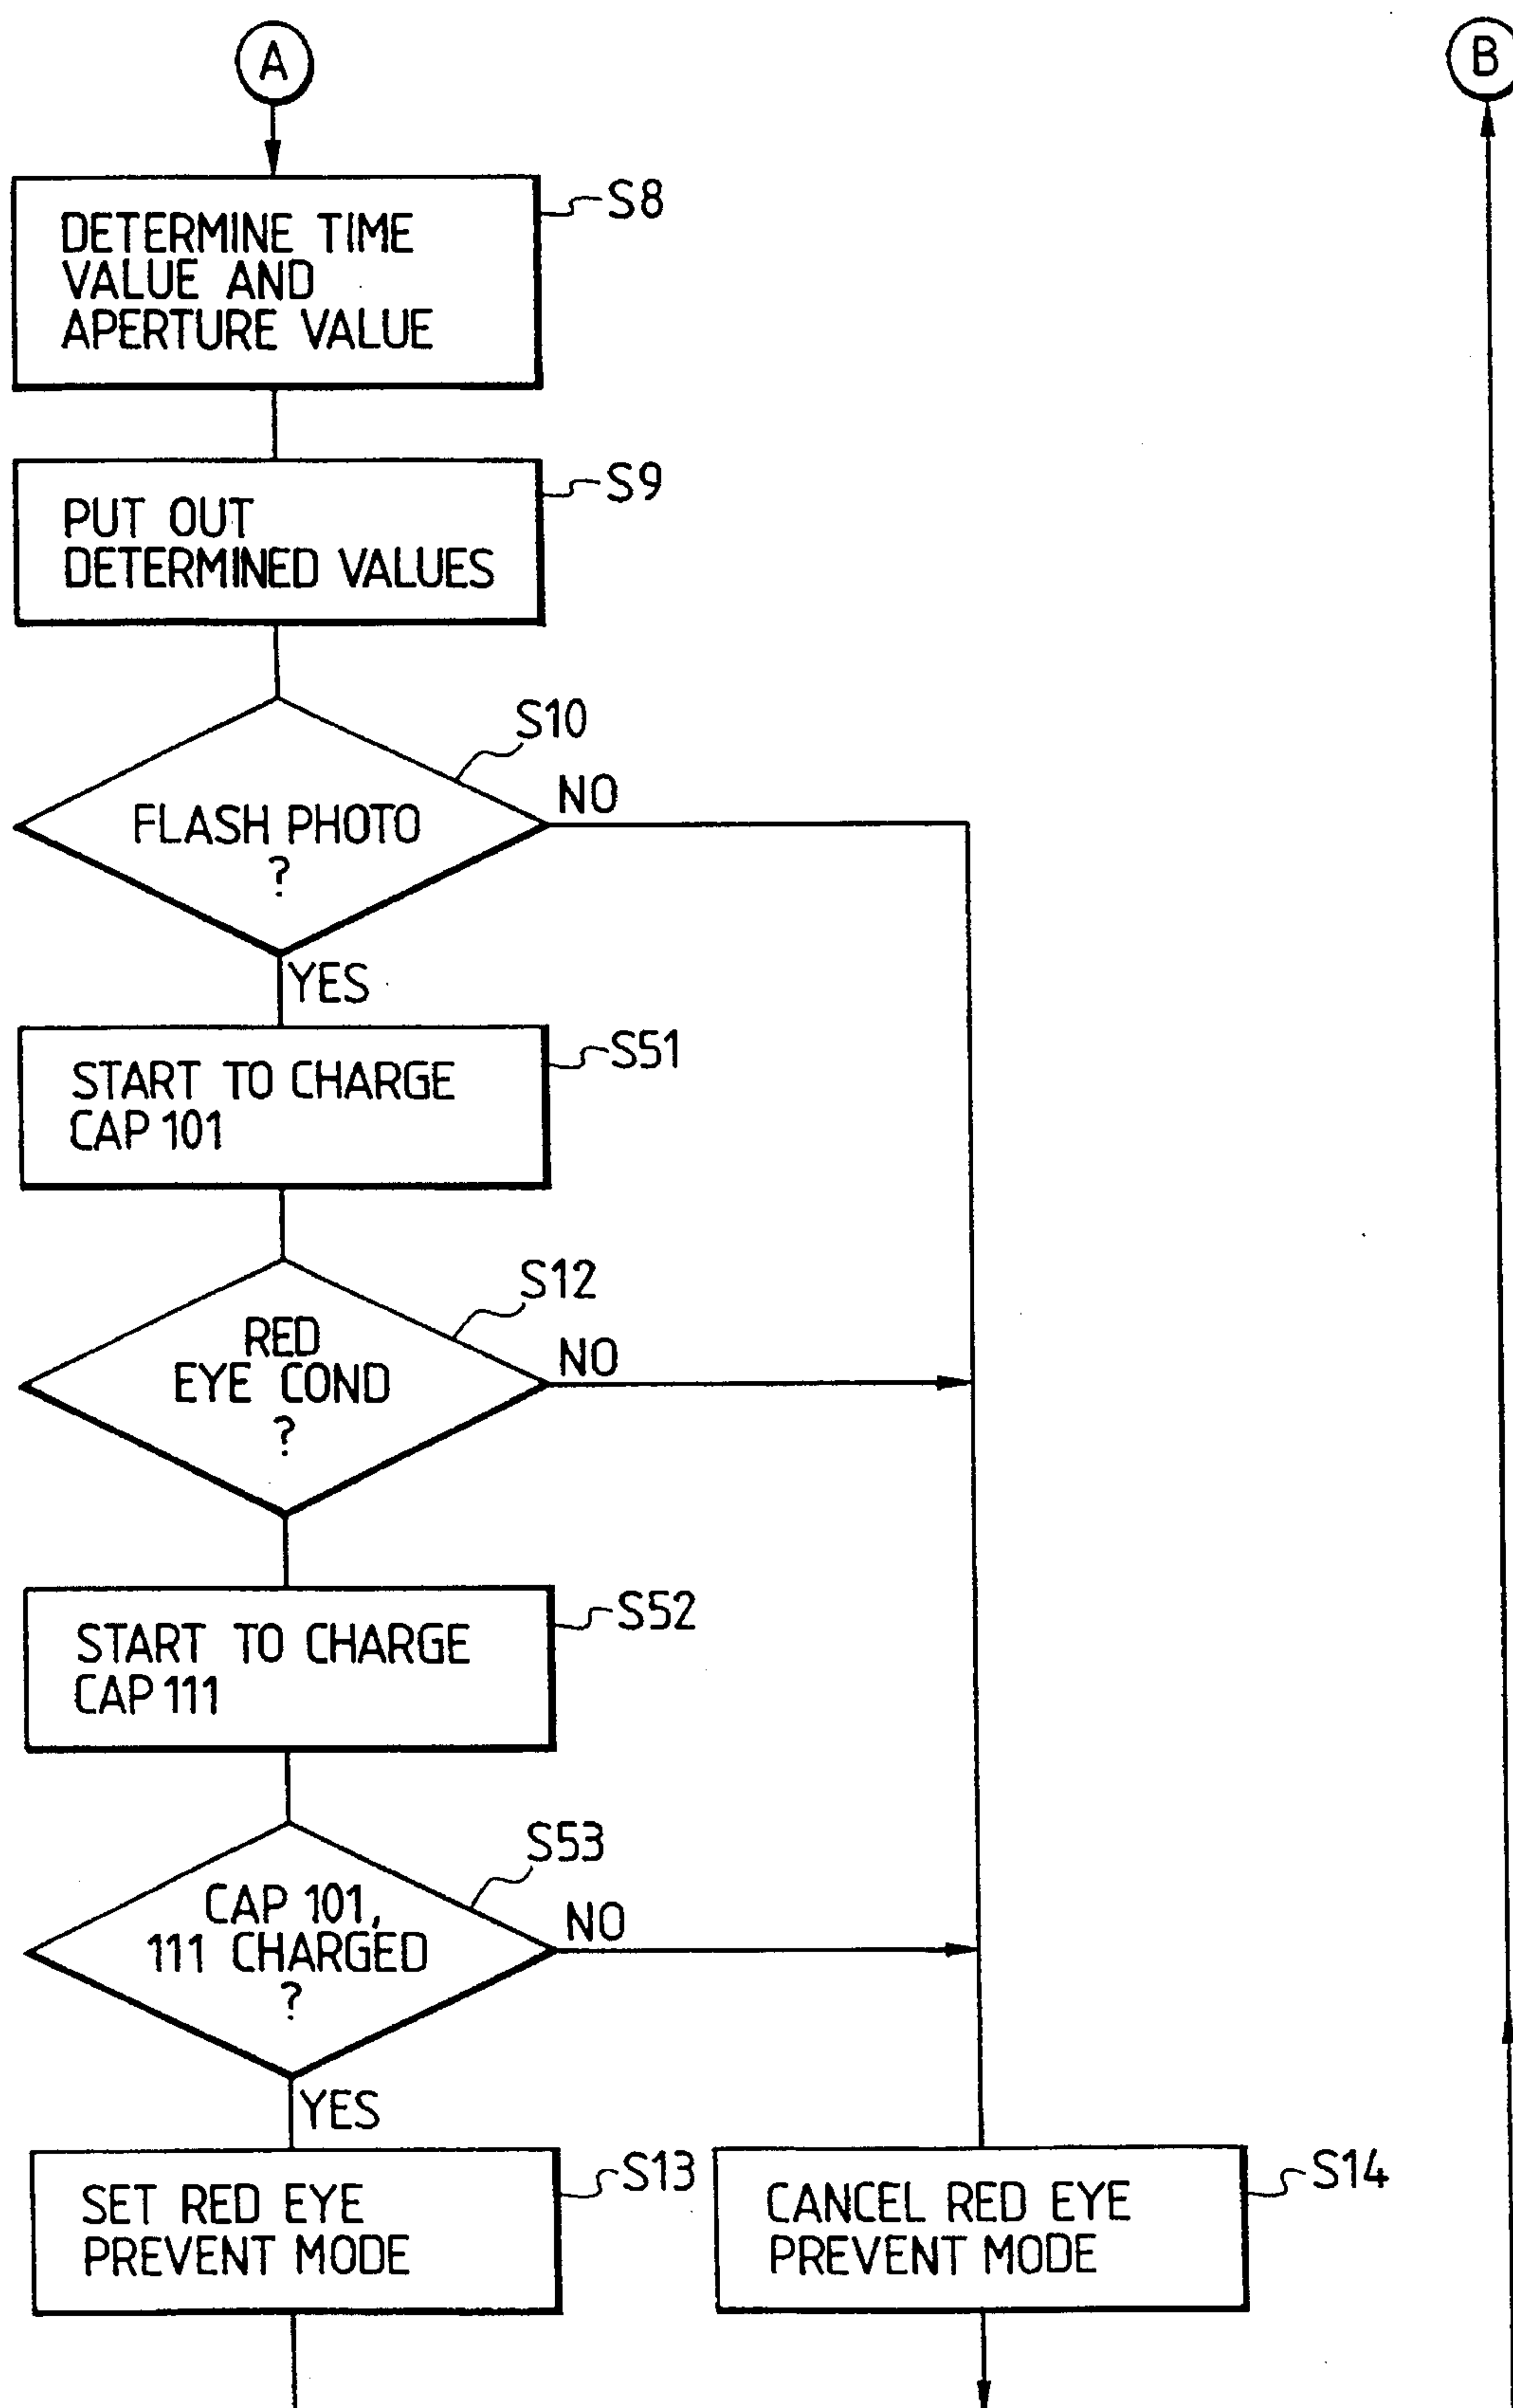 A
B
S8
DETERMINE TIME
VALUE AND
APERTURE VALUE
S9
PUT OUT
DETERMINED VALUES
S10
NO
FLASH PHOTO
?
YES
S51
START TO CHARGE
CAP 101
S12
NO
RED
EYE COND
?
S52
START TO CHARGE
CAP 111
S53
NO
CAP 101,
111 CHARGED
?
YES
S13
SET RED EYE
PREVENT MODE
S14
CANCEL RED EYE
PREVENT MODE